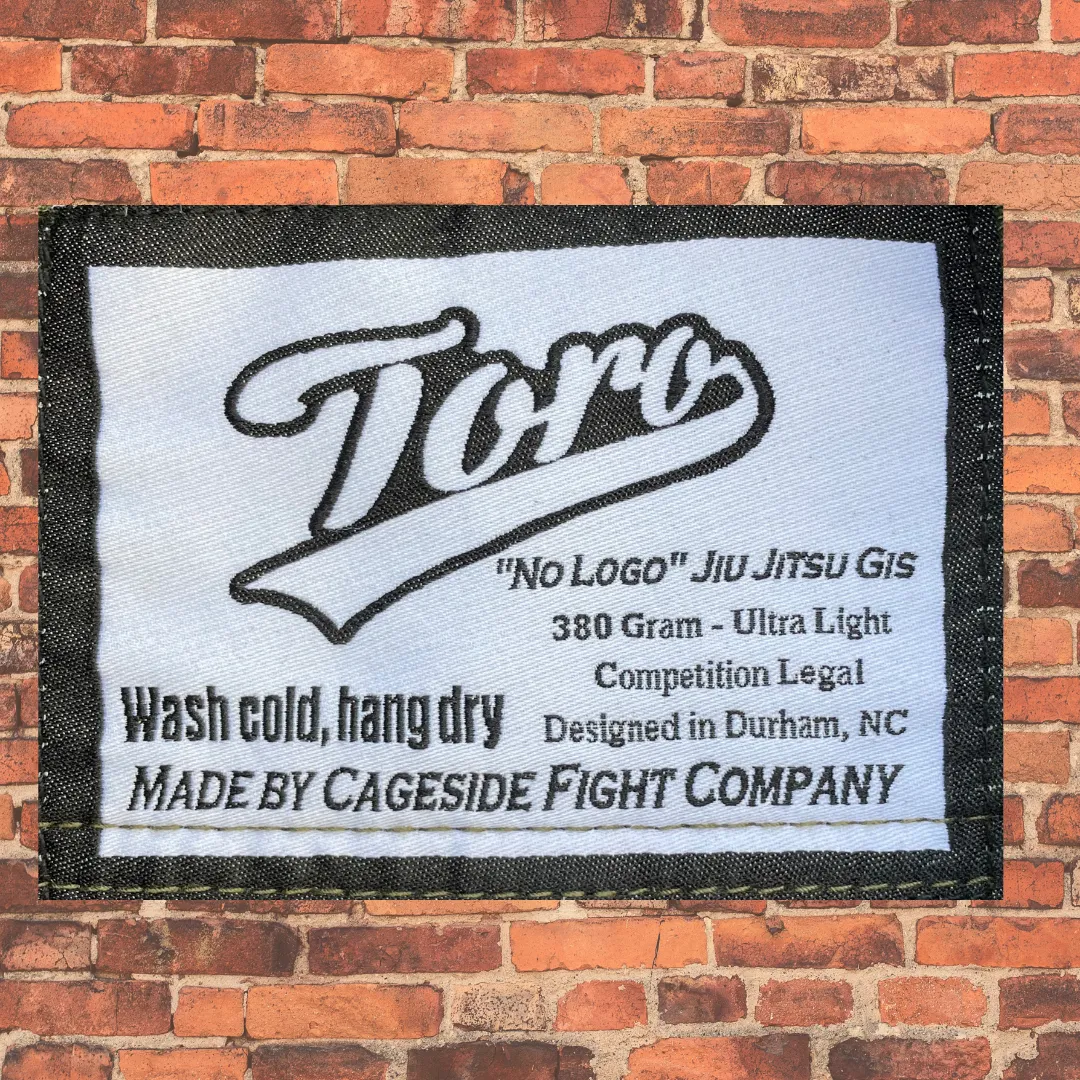 Toro
"No Logo" Jiu Jitsu Gis
380 Gram - Ultra Light
Competition Legal
Wash cold, hang dry
Designed in Durham, NC
Made by Cageside Fight Company